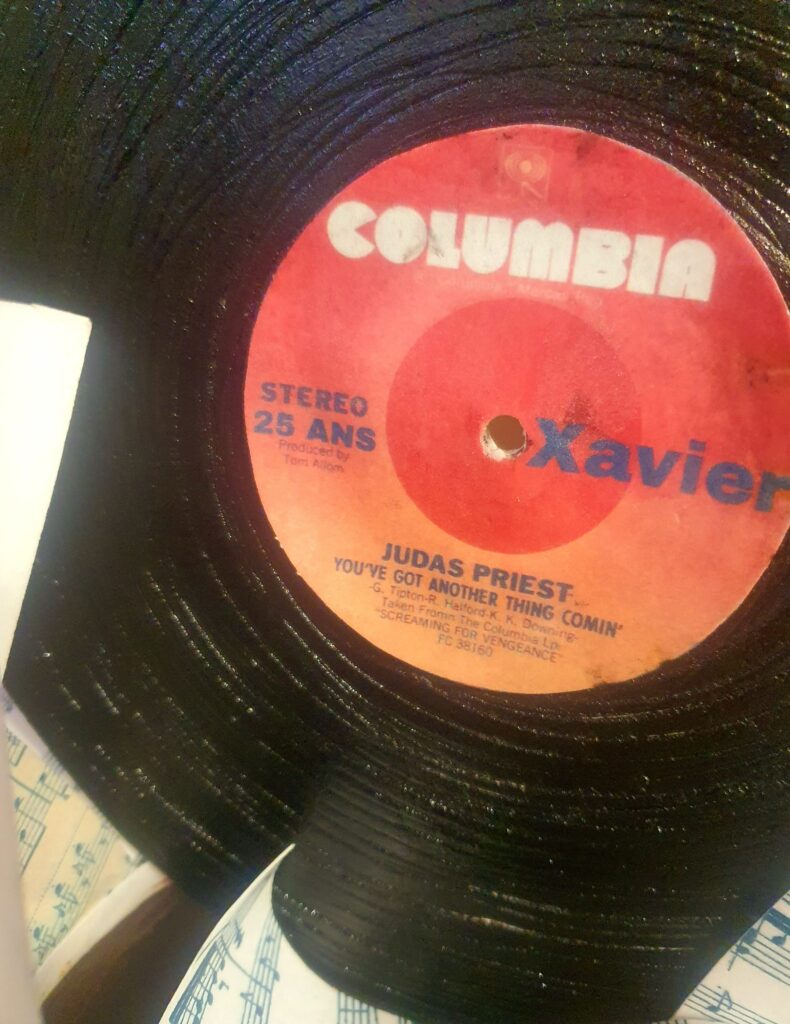 COLUMBIA
STEREO
25 ANS
Produced by
Tom Allom
Xavier
JUDAS PRIEST
YOU'VE GOT ANOTHER THING COMIN'
-G. Tipton-R. Halford-K. K. Downing-
Taken From The Columbia Lp:
"SCREAMING FOR VENGEANCE"
FC 38160